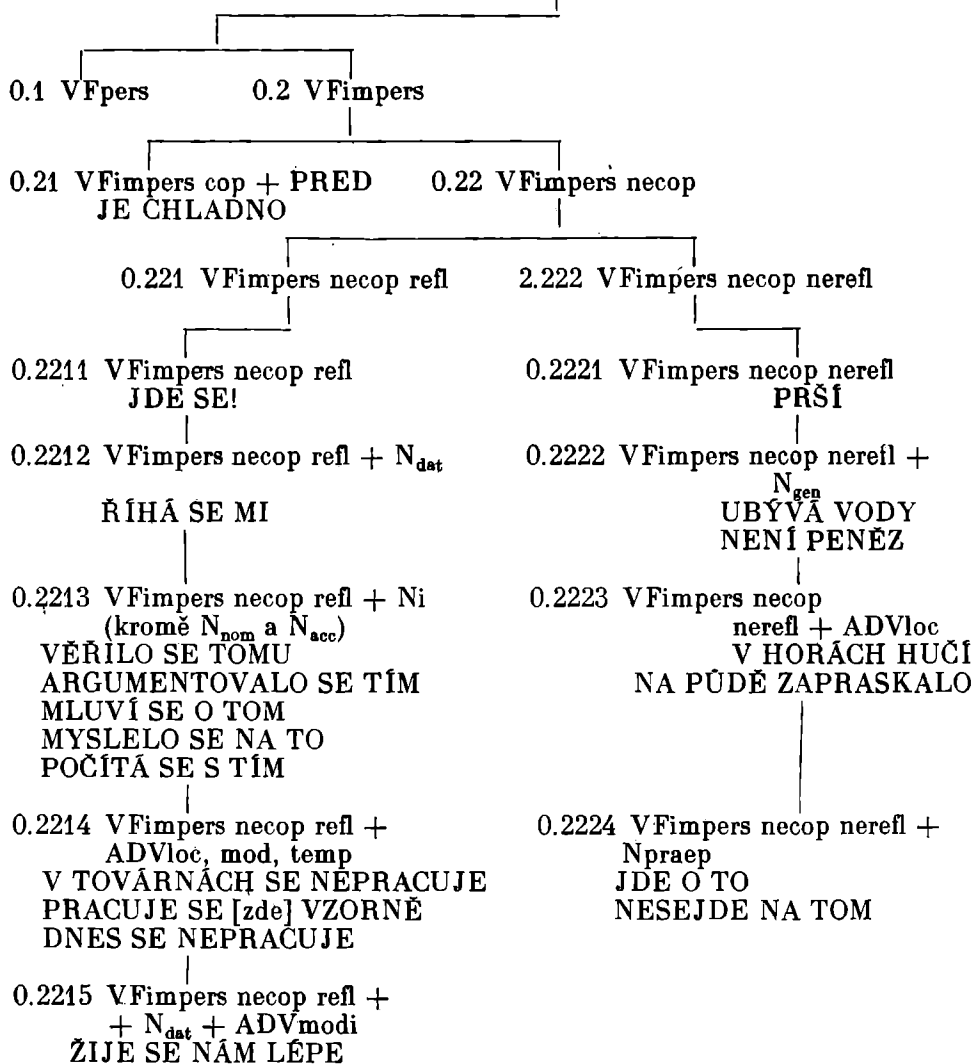 0.1 VFpers 0.2 VFimpers
0.21 VFimpers cop + PRED 0.22 VFimpers necop
JE CHLADNO
0.221 VFimpers necop refl 2.222 VFimpers necop nerefl
0.2211 VFimpers necop refl 0.2221 VFimpers necop nerefl
JDE SE! PRŠÍ
0.2212 VFimpers necop refl + N_dat 0.2222 VFimpers necop nerefl +
N_gen
ŘÍHÁ SE MI UBÝVÁ VODY
NENÍ PENĚZ
0.2213 VFimpers necop refl + Ni 0.2223 VFimpers necop
(kromě N_nom a N_acc) nerefl + ADVloc
VĚŘILO SE TOMU V HORÁCH HUČÍ
ARGUMENTOVALO SE TÍM NA PŮDĚ ZAPRASKALO
MLUVÍ SE O TOM
MYSLELO SE NA TO
POČÍTÁ SE S TÍM
0.2214 VFimpers necop refl + 0.2224 VFimpers necop nerefl +
ADVloc, mod, temp Npraep
V TOVÁRNÁCH SE NEPRACUJE JDE O TO
PRACUJE SE [zde] VZORNĚ NESEJDE NA TOM
DNES SE NEPRACUJE
0.2215 VFimpers necop refl +
+ N_dat + ADVmodi
ŽIJE SE NÁM LÉPE